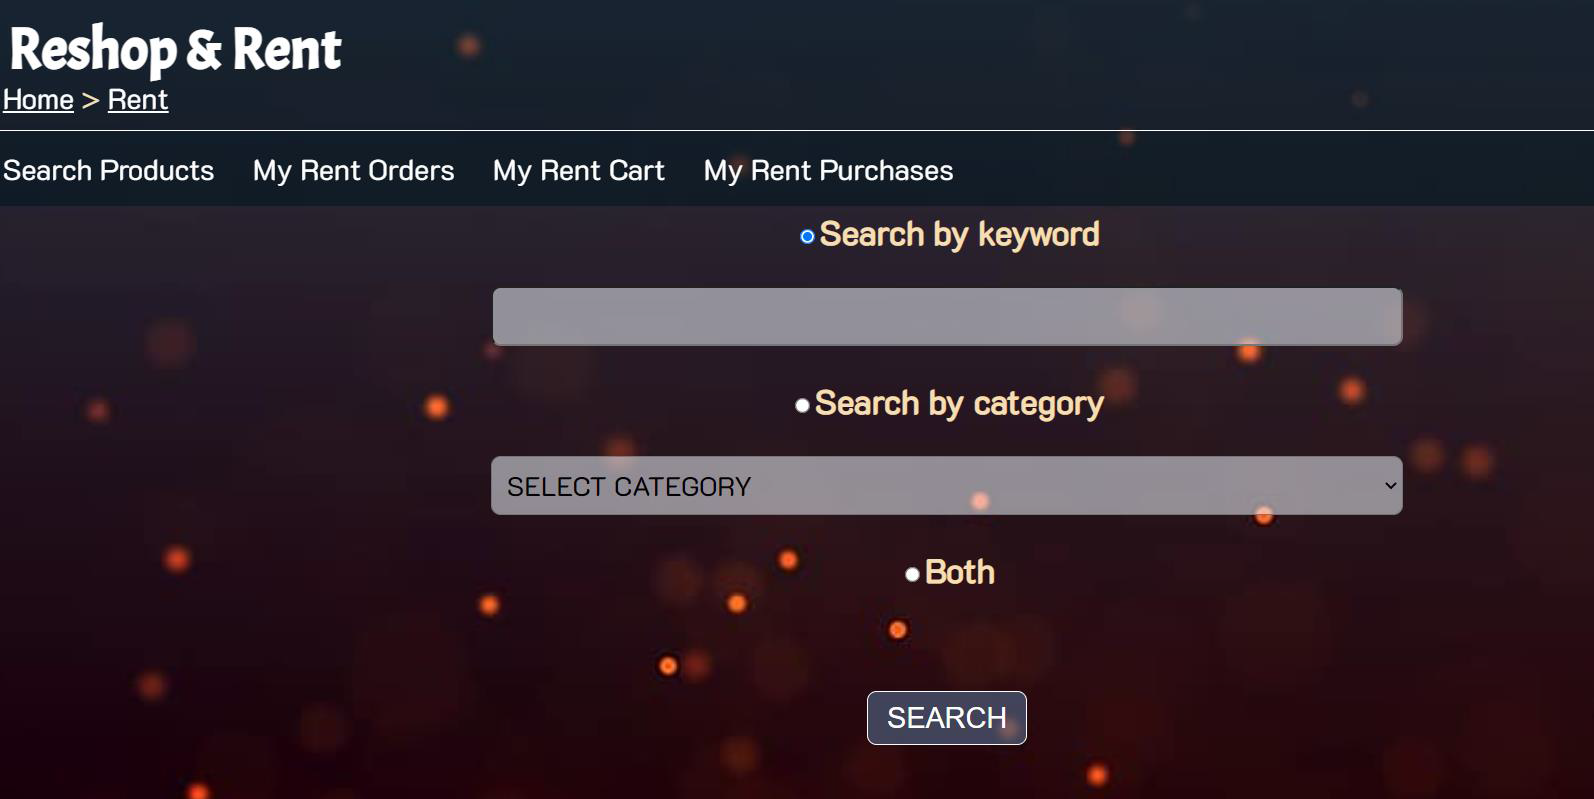 Reshop & Rent
Home > Rent
Search Products My Rent Orders My Rent Cart My Rent Purchases
Search by keyword
Search by category
SELECT CATEGORY
Both
SEARCH